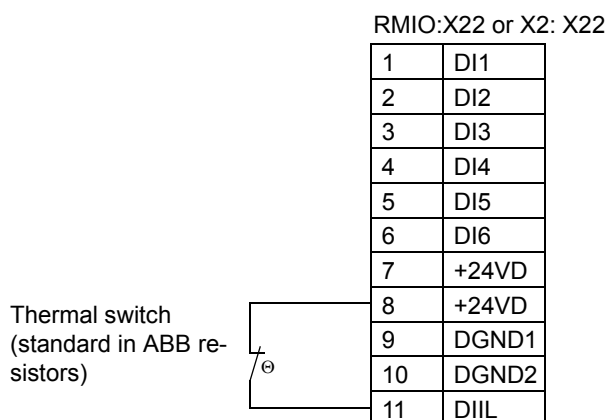 RMIO:X22 or X2: X22
1 DI1
2 DI2
3 DI3
4 DI4
5 DI5
6 DI6
7 +24VD
8 +24VD
9 DGND1
10 DGND2
11 DIIL
Thermal switch
(standard in ABB re-
sistors)
Θ